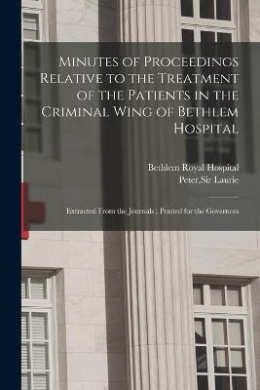 Minutes of Proceedings
Relative to the Treatment
of the Patients in the
Criminal Wing of Bethlem
Hospital
Bethlem Royal Hospital
Peter,Sir Laurie
Extracted From the Journals ; Printed for the Governors